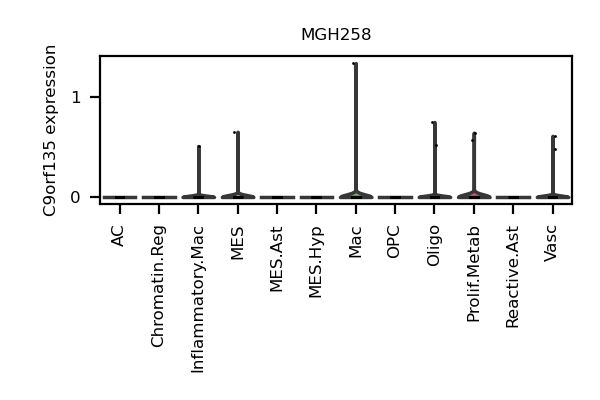 MGH258
C9orf135 expression
1
0
AC
Chromatin.Reg
Inflammatory.Mac
MES
MES.Ast
MES.Hyp
Mac
OPC
Oligo
Prolif.Metab
Reactive.Ast
Vasc